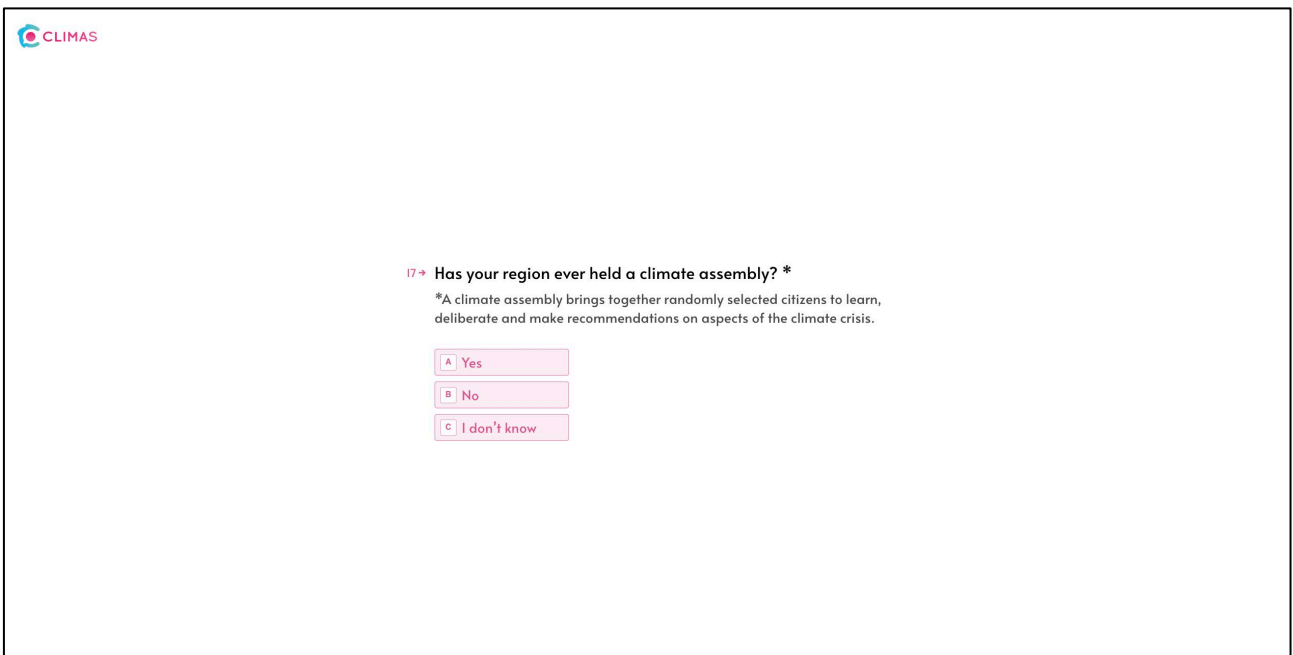 CLIMAS
17→ Has your region ever held a climate assembly? *
*A climate assembly brings together randomly selected citizens to learn,
deliberate and make recommendations on aspects of the climate crisis.
A Yes
B No
C I don't know